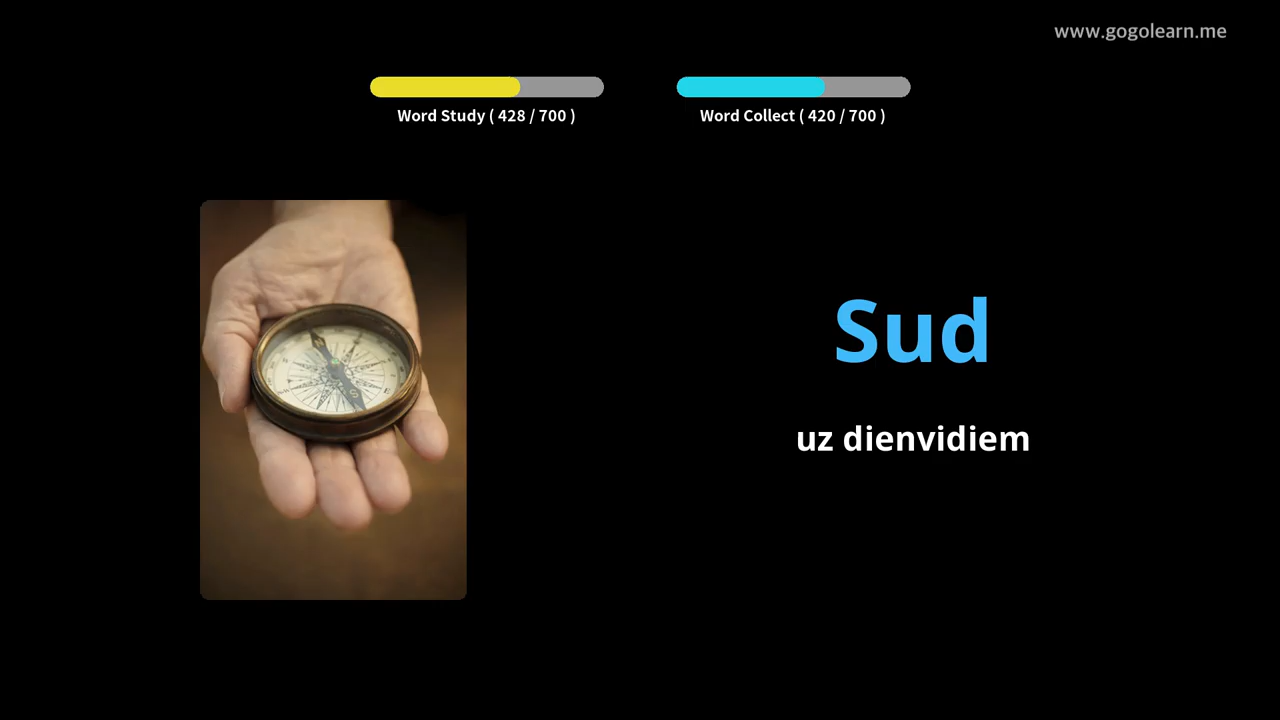 www.gogolearn.me
Word Study ( 428 / 700 )
Word Collect ( 420 / 700 )
Sud
uz dienvidiem